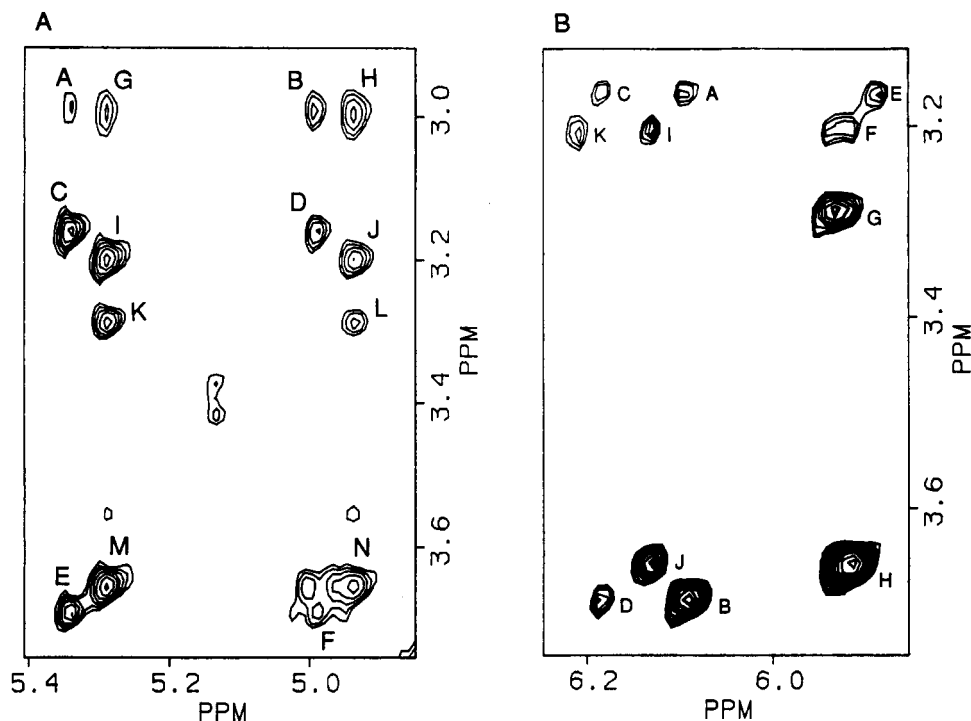 A
A G B H
C I D J
K L
E M N
F
3.0
3.2
3.4
3.6
PPM
5.4 5.2 5.0
PPM
B
C A E
K I F
G
J H
D B
3.2
3.4
3.6
PPM
6.2 6.0
PPM